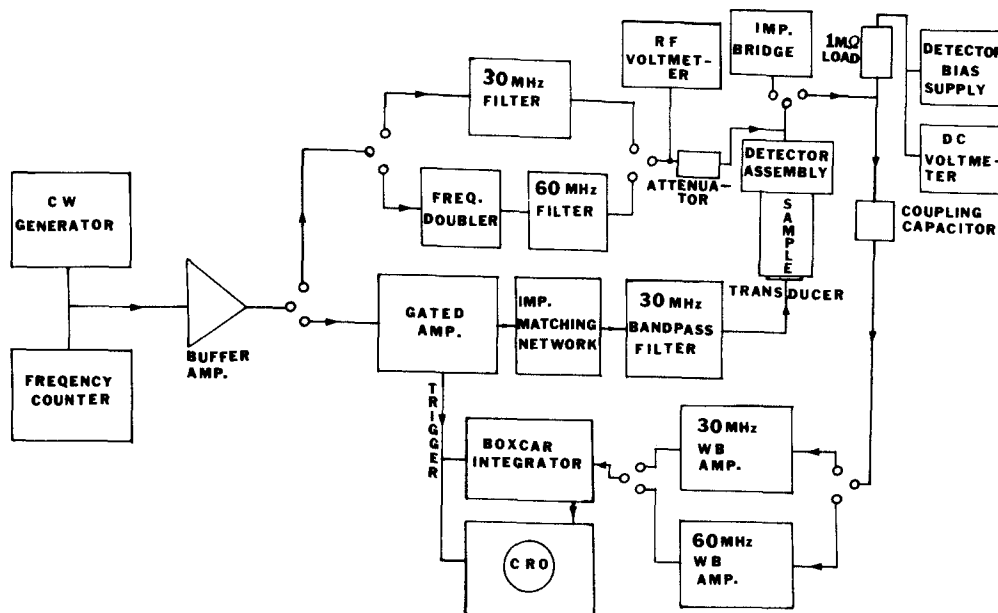 CW
GENERATOR
FREQENCY
COUNTER
BUFFER
AMP.
30 MHz
FILTER
FREQ.
DOUBLER
60 MHz
FILTER
RF
VOLTMET-
ER
ATTENUA-
TOR
IMP.
BRIDGE
1MΩ
LOAD
DETECTOR
BIAS
SUPPLY
DC
VOLTME-
TER
DETECTOR
ASSEMBLY
SAMPLE
TRANSDUCER
COUPLING
CAPACITOR
GATED
AMP.
IMP.
MATCHING
NETWORK
30 MHz
BANDPASS
FILTER
TRIGGER
BOXCAR
INTEGRATOR
CRO
30 MHz
WB
AMP.
60 MHz
WB
AMP.